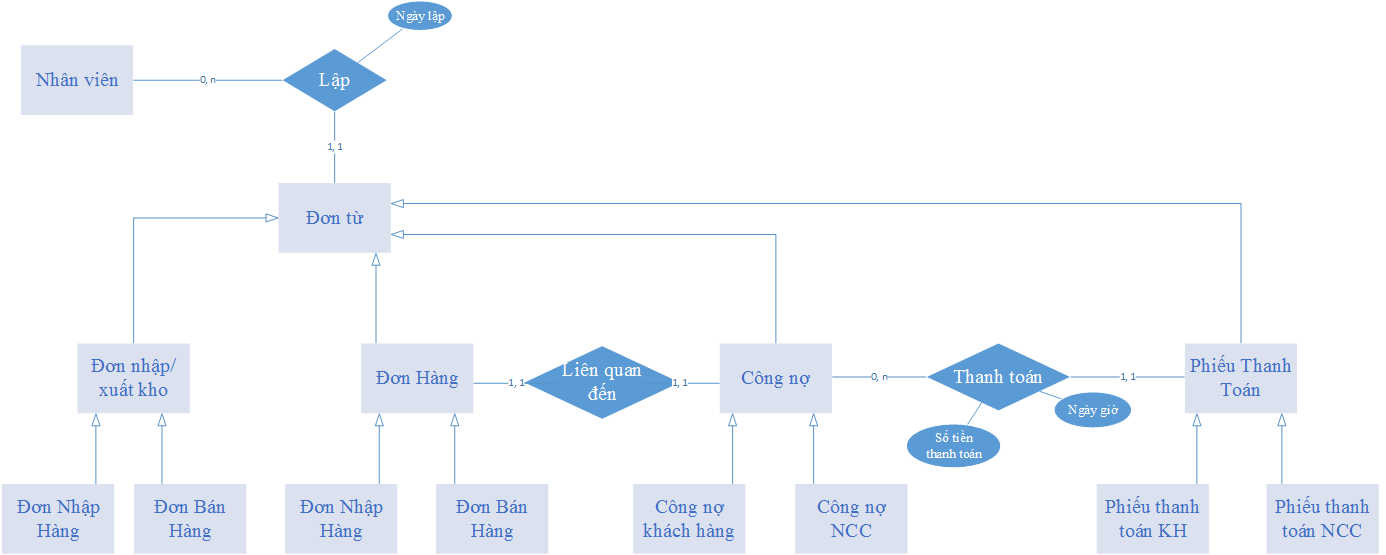 Ngày lập
Nhân viên
0, n
Lập
1, 1
Đơn từ
Đơn nhập/
xuất kho
Đơn Hàng
1, 1
Liên quan
đến
1, 1
Công nợ
0, n
Thanh toán
1, 1
Phiếu Thanh
Toán
Số tiền
thanh toán
Ngày giờ
Đơn Nhập
Hàng
Đơn Bán
Hàng
Đơn Nhập
Hàng
Đơn Bán
Hàng
Công nợ
khách hàng
Công nợ
NCC
Phiếu thanh
toán KH
Phiếu thanh
toán NCC